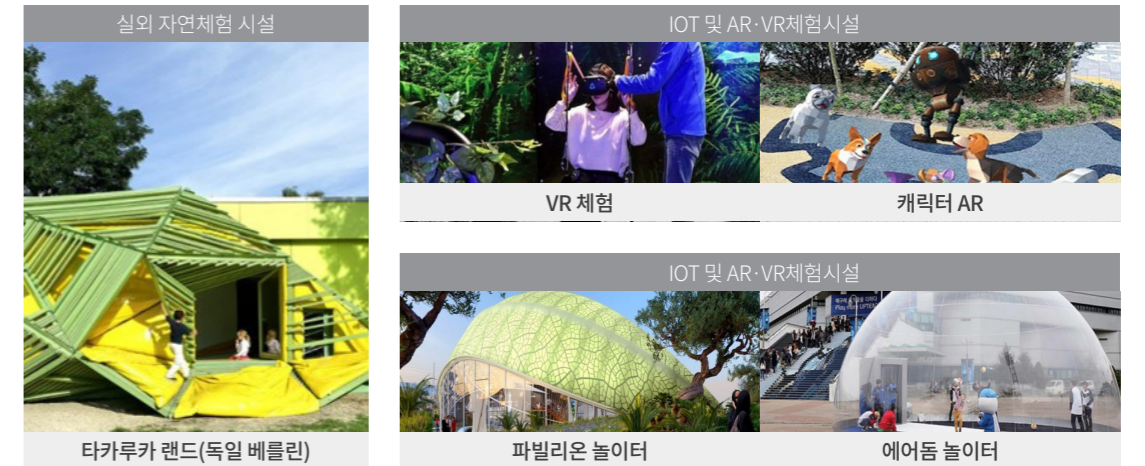 실외 자연체험 시설
타카루카 랜드(독일 베를린)
IOT 및 AR·VR체험시설
VR 체험
캐릭터 AR
IOT 및 AR·VR체험시설
파빌리온 놀이터
에어돔 놀이터